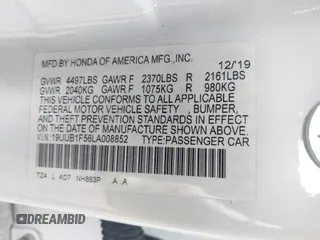 MFD.BY HONDA OF AMERICA MFG.,INC. 12/'19
GVWR 4497LBS GAWR F 2370LBS R 2161LBS
GVWR 2040KG GAWR F 1075KG R 980KG
THIS VEHICLE CONFORMS TO ALL APPLICABLE
FEDERAL MOTOR VEHICLE SAFETY, BUMPER,
AND THEFT PREVENTION STANDARDS IN EFFECT
ON THE DATE OF MANUFACTURE SHOWN ABOVE.
V.I.N.:19UUB1F56LA008852 TYPE:PASSENGER CAR
TZ4 L AD7 NH883P A A
DREAMBID
DREAMBID